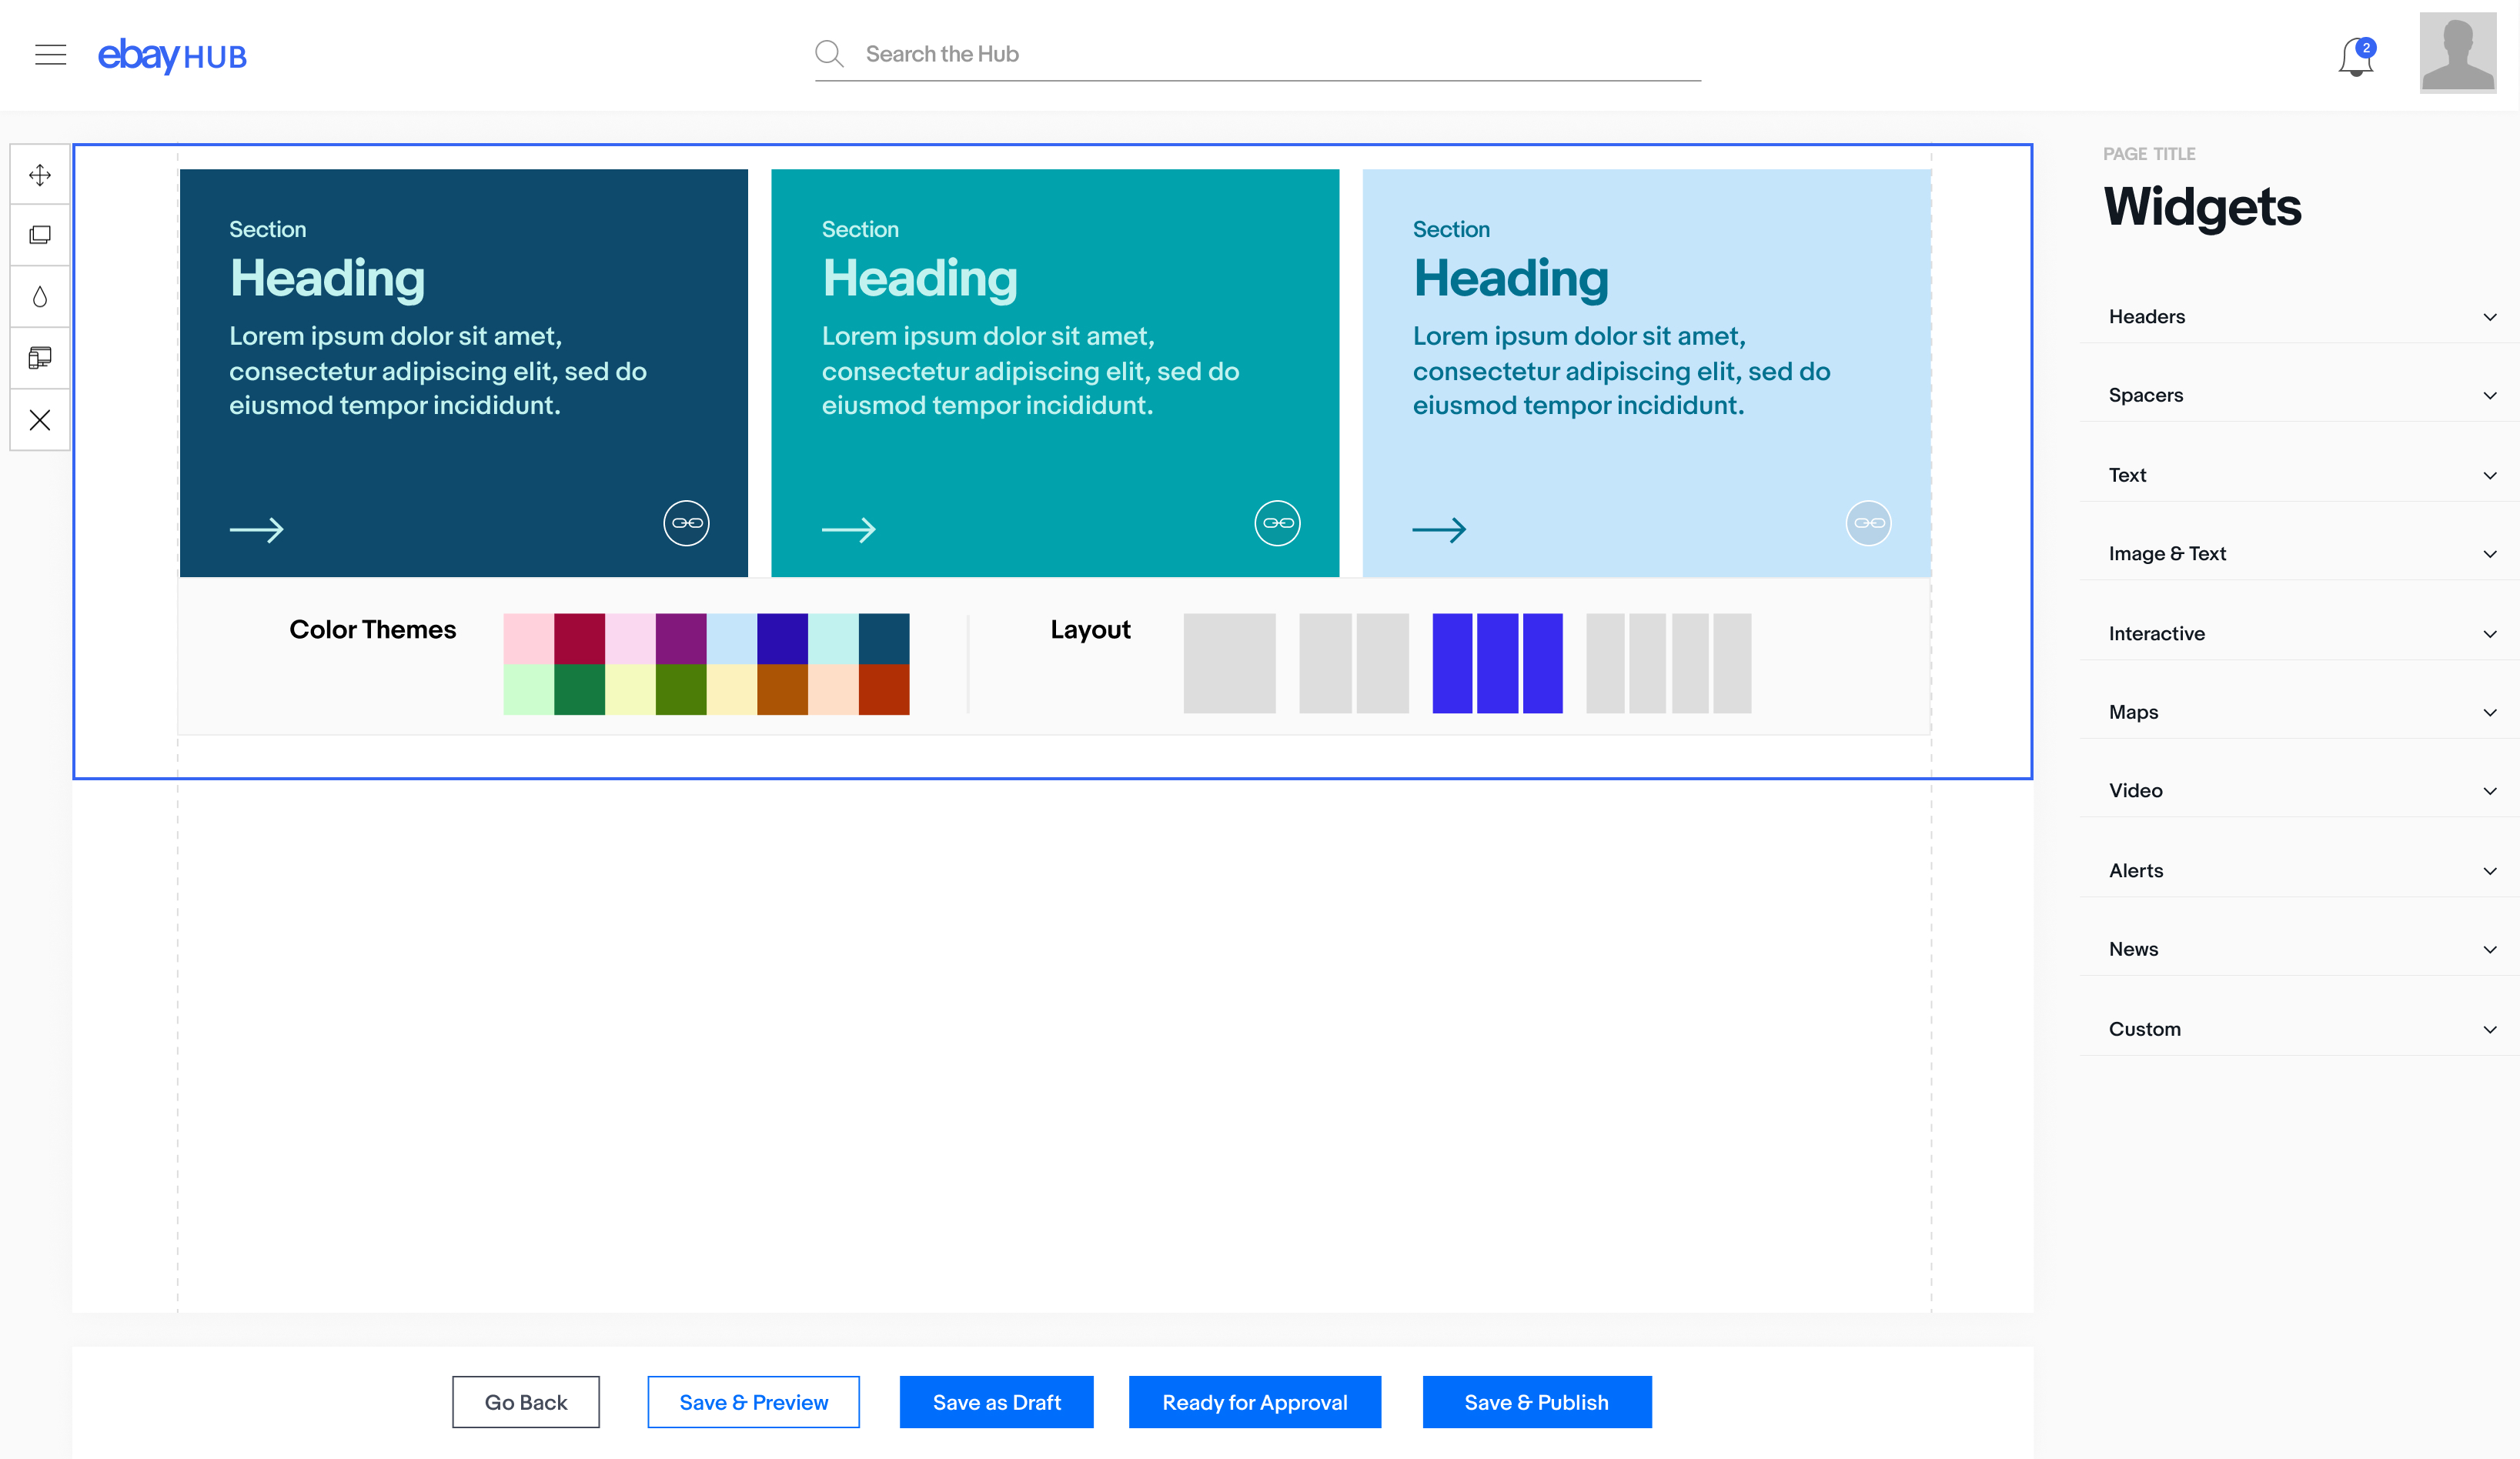 ebay HUB
Search the Hub
2
PAGE TITLE
Widgets
Section
Heading
Lorem ipsum dolor sit amet,
consectetur adipiscing elit, sed do
eiusmod tempor incididunt.
Section
Heading
Lorem ipsum dolor sit amet,
consectetur adipiscing elit, sed do
eiusmod tempor incididunt.
Section
Heading
Lorem ipsum dolor sit amet,
consectetur adipiscing elit, sed do
eiusmod tempor incididunt.
Color Themes
Layout
Headers
Spacers
Text
Image & Text
Interactive
Maps
Video
Alerts
News
Custom
Go Back
Save & Preview
Save as Draft
Ready for Approval
Save & Publish